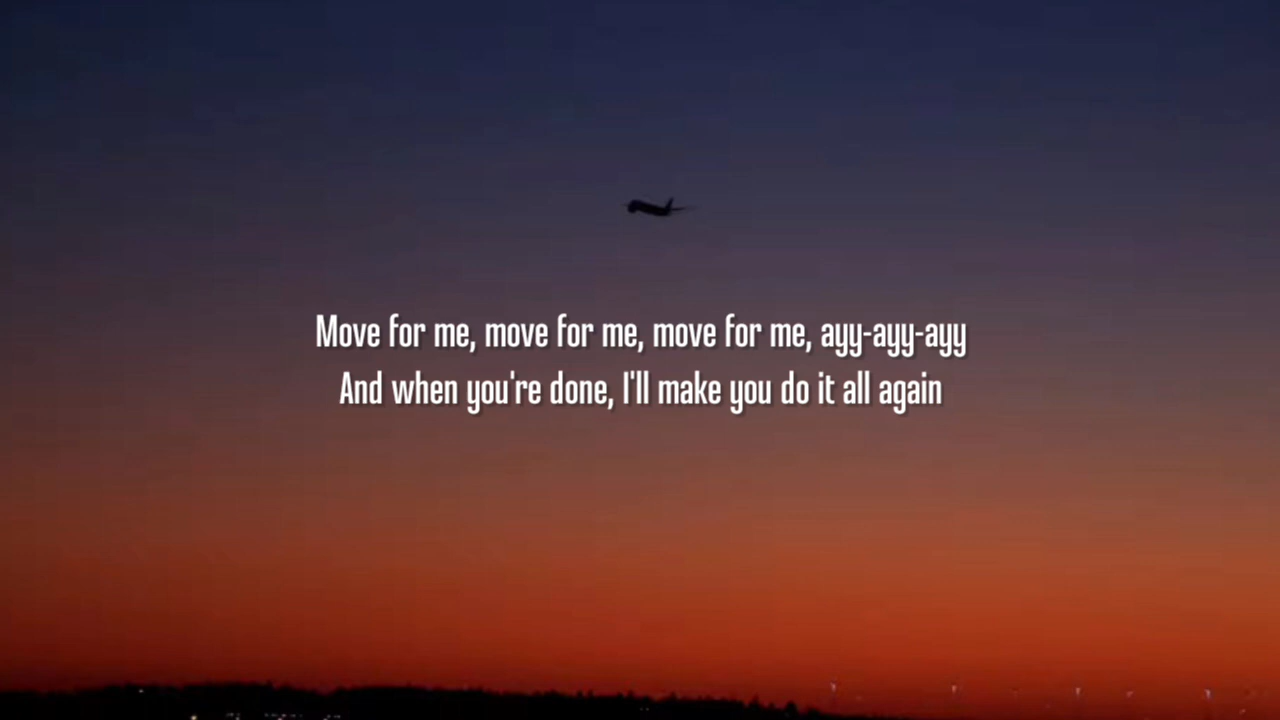 Move for me, move for me, move for me, ayy-ayy-ayy
And when you're done, I'll make you do it all again